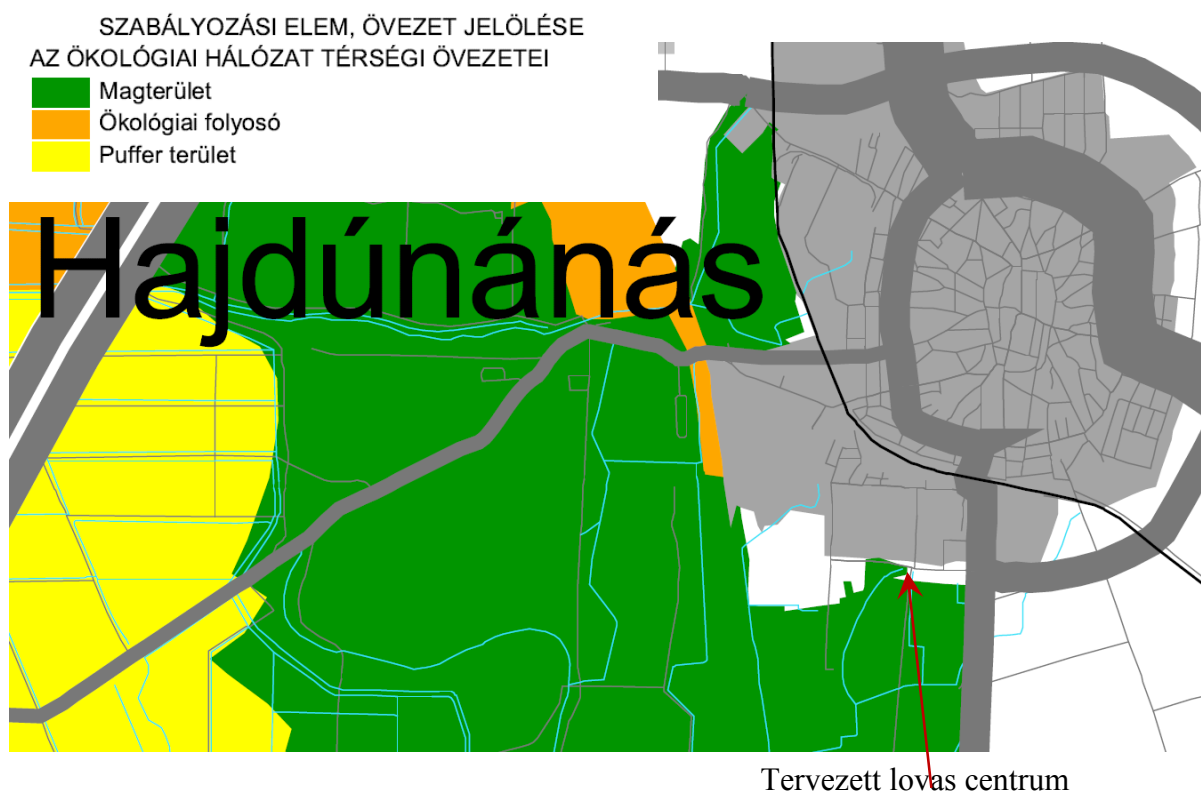 SZABÁLYOZÁSI ELEM, ÖVEZET JELÖLÉSE
AZ ÖKOLÓGIAI HÁLÓZAT TÉRSÉGI ÖVEZETEI
Magterület
Ökológiai folyosó
Puffer terület
Hajdúnánás
Tervezett lovas centrum